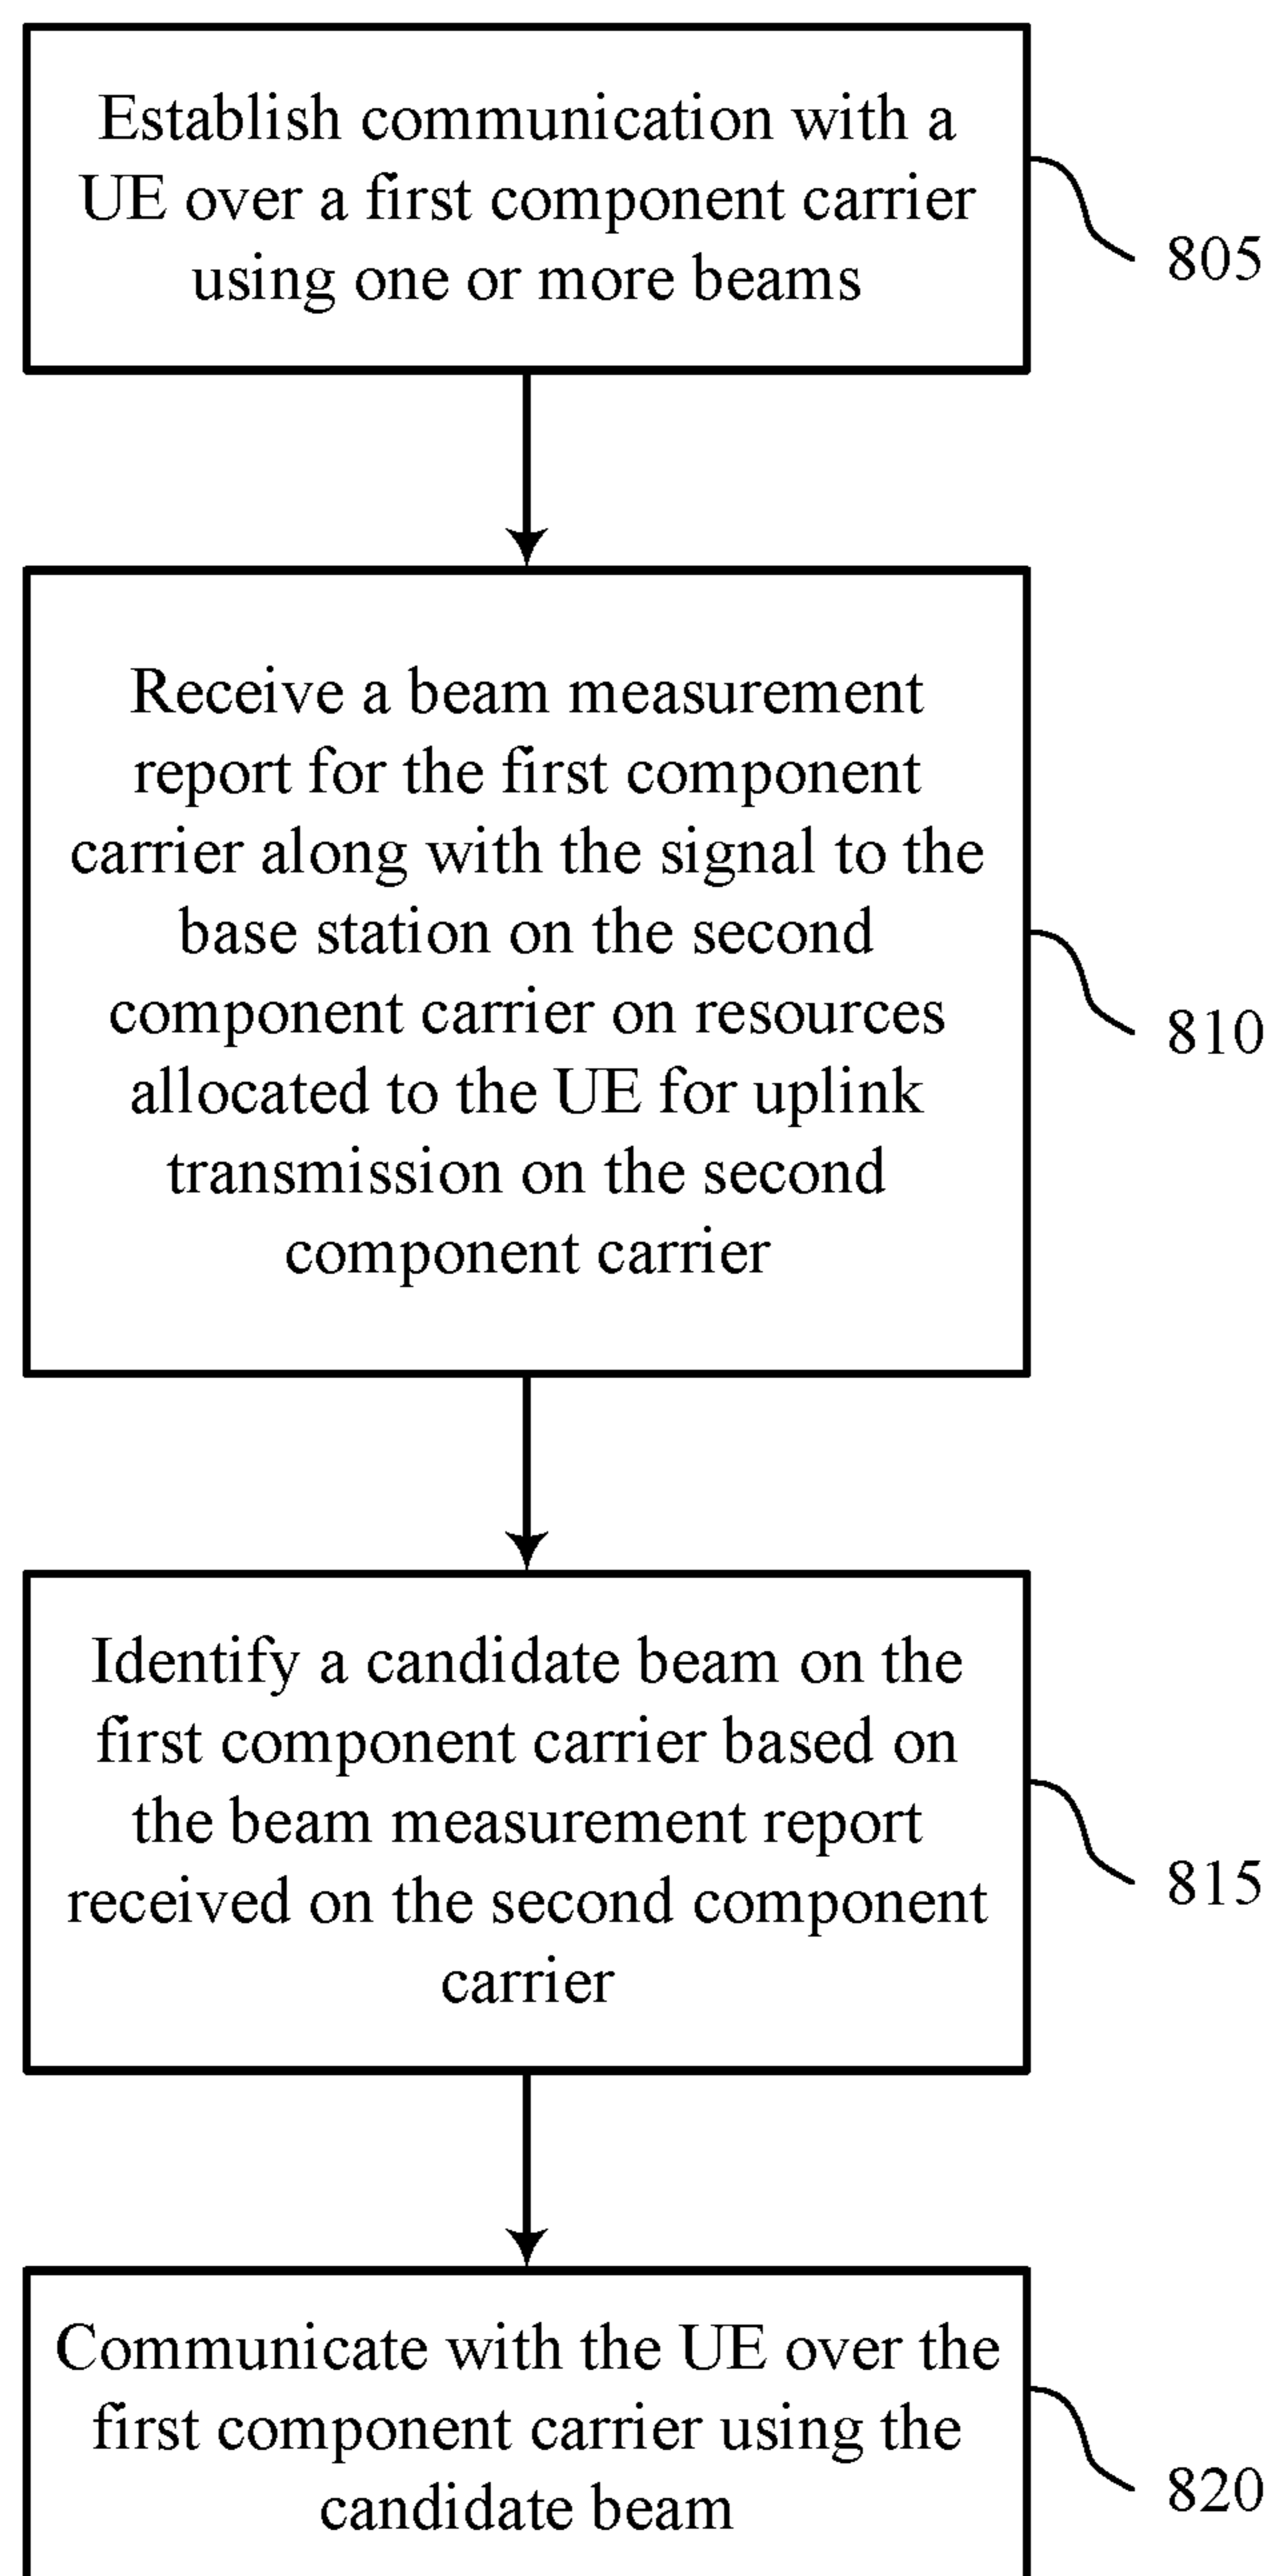 Establish communication with a
UE over a first component carrier
using one or more beams
805
Receive a beam measurement
report for the first component
carrier along with the signal to the
base station on the second
component carrier on resources
allocated to the UE for uplink
transmission on the second
component carrier
810
Identify a candidate beam on the
first component carrier based on
the beam measurement report
received on the second component
carrier
815
Communicate with the UE over the
first component carrier using the
candidate beam
820